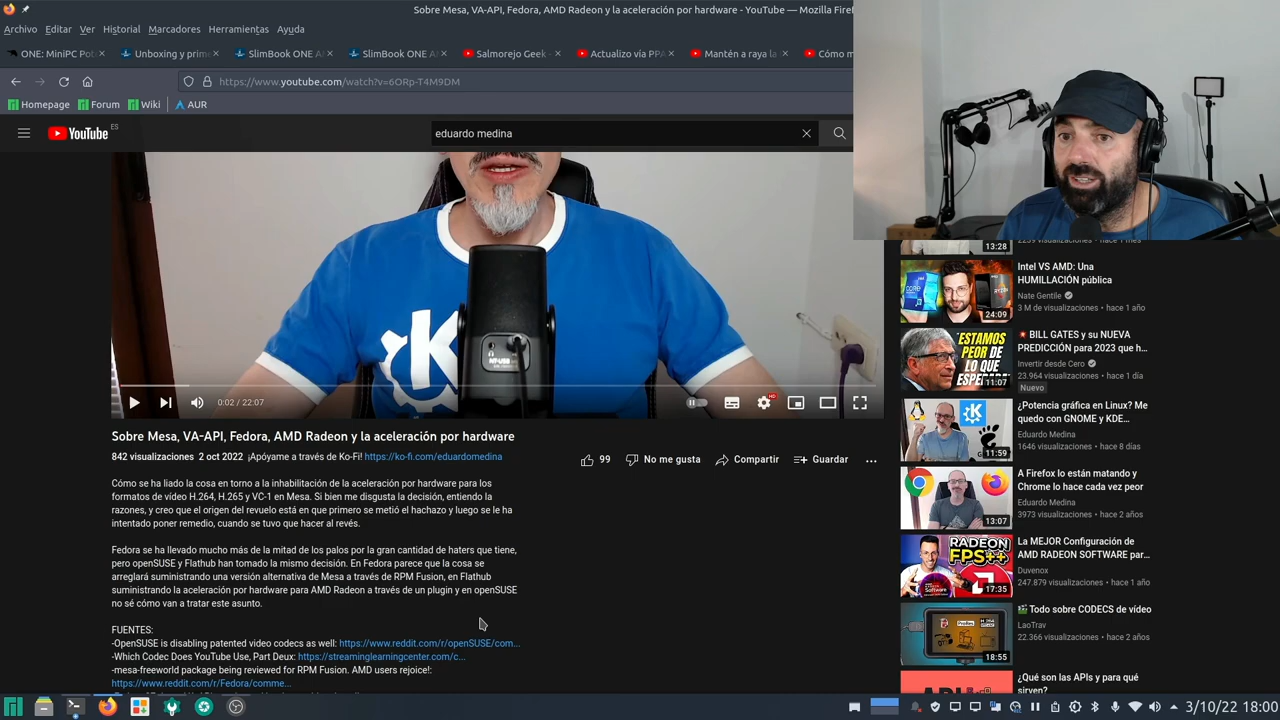 Sobre Mesa, VA-API, Fedora, AMD Radeon y la aceleración por hardware - YouTube — Mozilla Firef
Archivo Editar Ver Historial Marcadores Herramientas Ayuda
ONE: MiniPC Pot
Unboxing y prime
SlimBook ONE AM
SlimBook ONE AM
Salmorejo Geek -
Actualizo vía PPA
Mantén a raya la
Cómo m
https://www.youtube.com/watch?v=6ORp-T4M9DM
Homepage Forum Wiki AUR
YouTube ES
eduardo medina
NT-USB
0:02 / 22:07
HD
Sobre Mesa, VA-API, Fedora, AMD Radeon y la aceleración por hardware
842 visualizaciones 2 oct 2022 ¡Apóyame a través de Ko-Fi! https://ko-fi.com/eduardomedina
99 No me gusta Compartir Guardar
Cómo se ha liado la cosa en torno a la inhabilitación de la aceleración por hardware para los
formatos de vídeo H.264, H.265 y VC-1 en Mesa. Si bien me disgusta la decisión, entiendo la
razones, y creo que el origen del revuelo está en que primero se metió el hachazo y luego se le ha
intentado poner remedio, cuando se tuvo que hacer al revés.
Fedora se ha llevado mucho más de la mitad de los palos por la gran cantidad de haters que tiene,
pero openSUSE y Flathub han tomado la mismo decisión. En Fedora parece que la cosa se
arreglará suministrando una versión alternativa de Mesa a través de RPM Fusion, en Flathub
suministrando la aceleración por hardware para AMD Radeon a través de un plugin y en openSUSE
no sé cómo van a tratar este asunto.
FUENTES:
-OpenSUSE is disabling patented video codecs as well: https://www.reddit.com/r/openSUSE/com...
-Which Codec Does YouTube Use, Part Deux: https://streaminglearningcenter.com/c...
-mesa-freeworld package being reviewed for RPM Fusion. AMD users rejoice!:
https://www.reddit.com/r/Fedora/comme...
2239 visualizaciones • hace 1 mes
13:28
Intel VS AMD: Una
HUMILLACIÓN pública
Nate Gentile
3 M de visualizaciones • hace 1 año
24:09
BILL GATES y su NUEVA
PREDICCIÓN para 2023 que h...
Invertir desde Cero
23.964 visualizaciones • hace 1 día
Nuevo
ESTAMOS
PEOR DE
LO QUE
ESPERA
11:07
¿Potencia gráfica en Linux? Me
quedo con GNOME y KDE...
Eduardo Medina
1646 visualizaciones • hace 8 días
11:59
A Firefox lo están matando y
Chrome lo hace cada vez peor
Eduardo Medina
3973 visualizaciones • hace 2 años
13:07
La MEJOR Configuración de
AMD RADEON SOFTWARE par...
Duvenox
247.879 visualizaciones • hace 1 año
RADEON
FPS++
17:35
Todo sobre CODECS de vídeo
LaoTrav
22.366 visualizaciones • hace 2 años
18:55
¿Qué son las APIs y para qué
sirven?
3/10/22 18:00